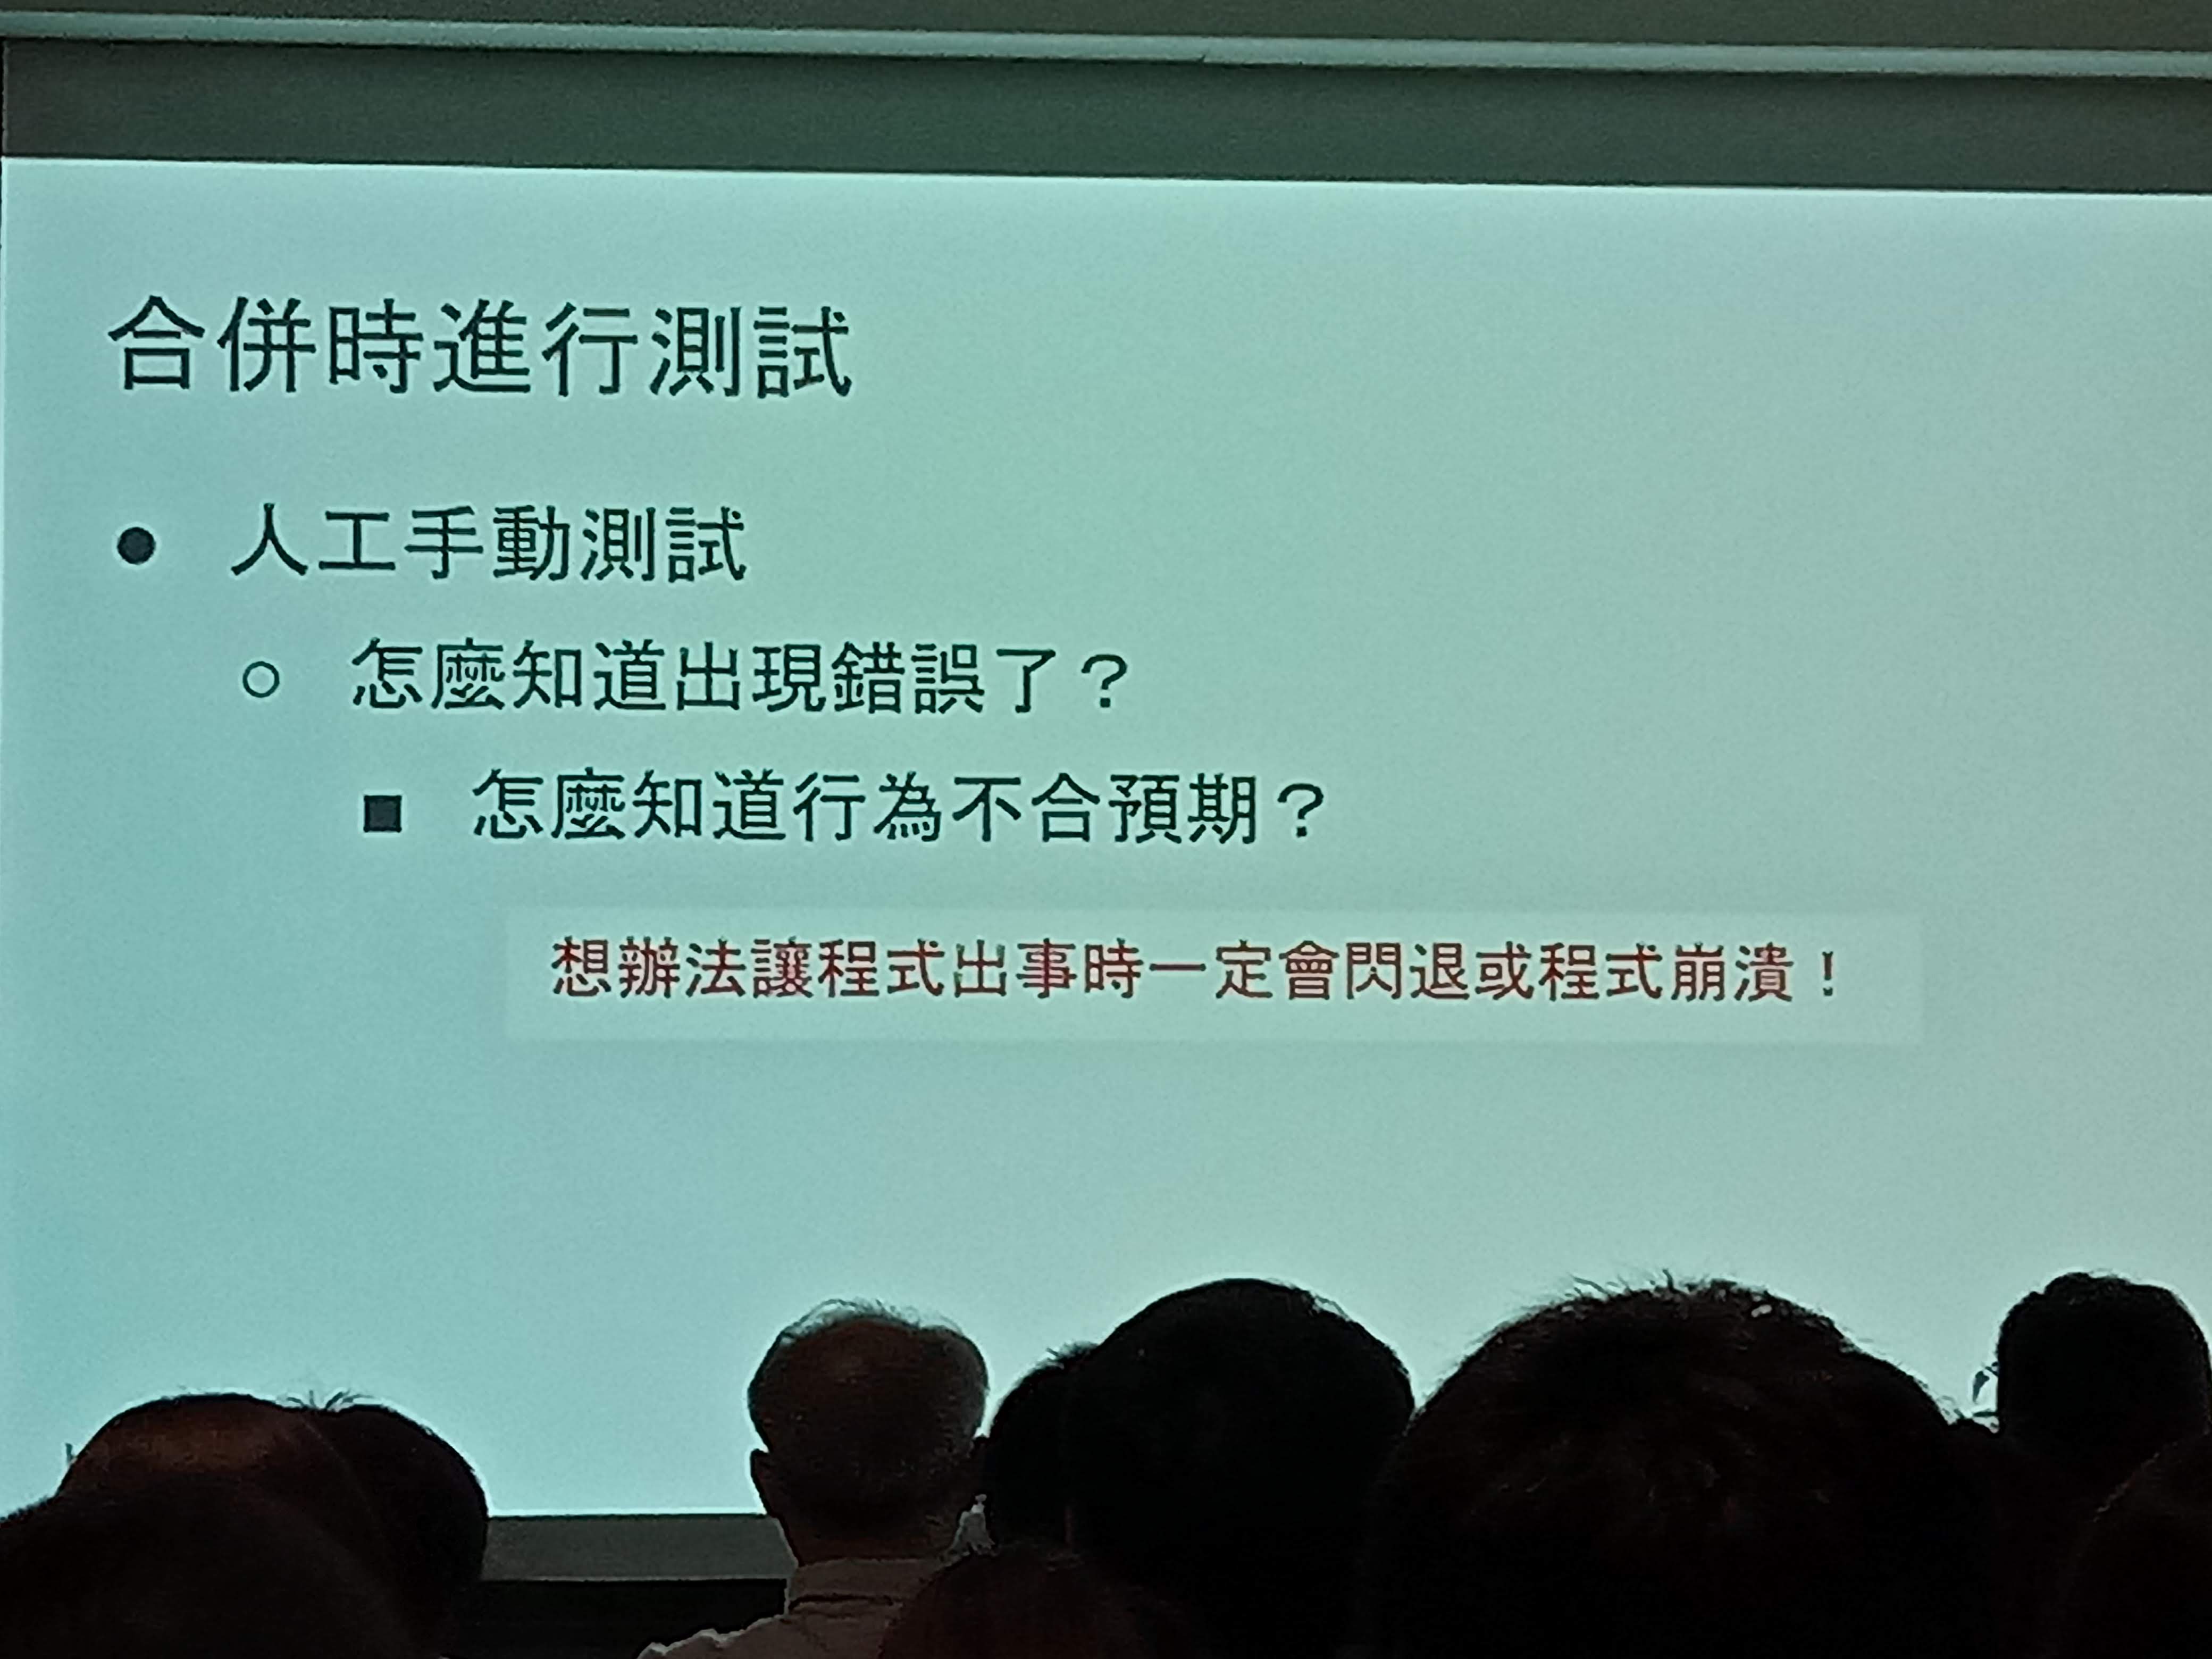 合併時進行測試
● 人工手動測試
○ 怎麼知道出現錯誤了？
■ 怎麼知道行為不合預期？
想辦法讓程式出事時一定會閃退或程式崩潰！